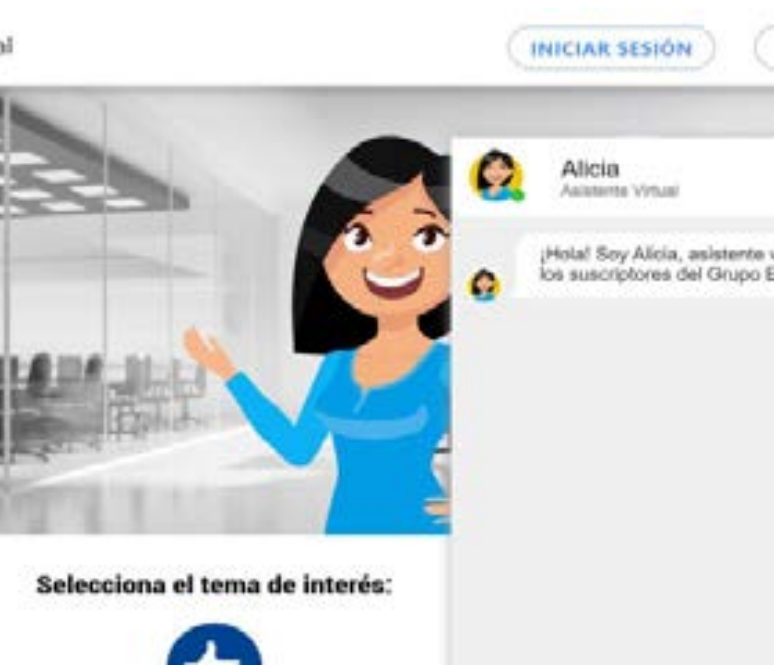 INICIAR SESIÓN
Alicia
Asistente Virtual
¡Hola! Soy Alicia, asistente
los suscriptores del Grupo
Selecciona el tema de interés: